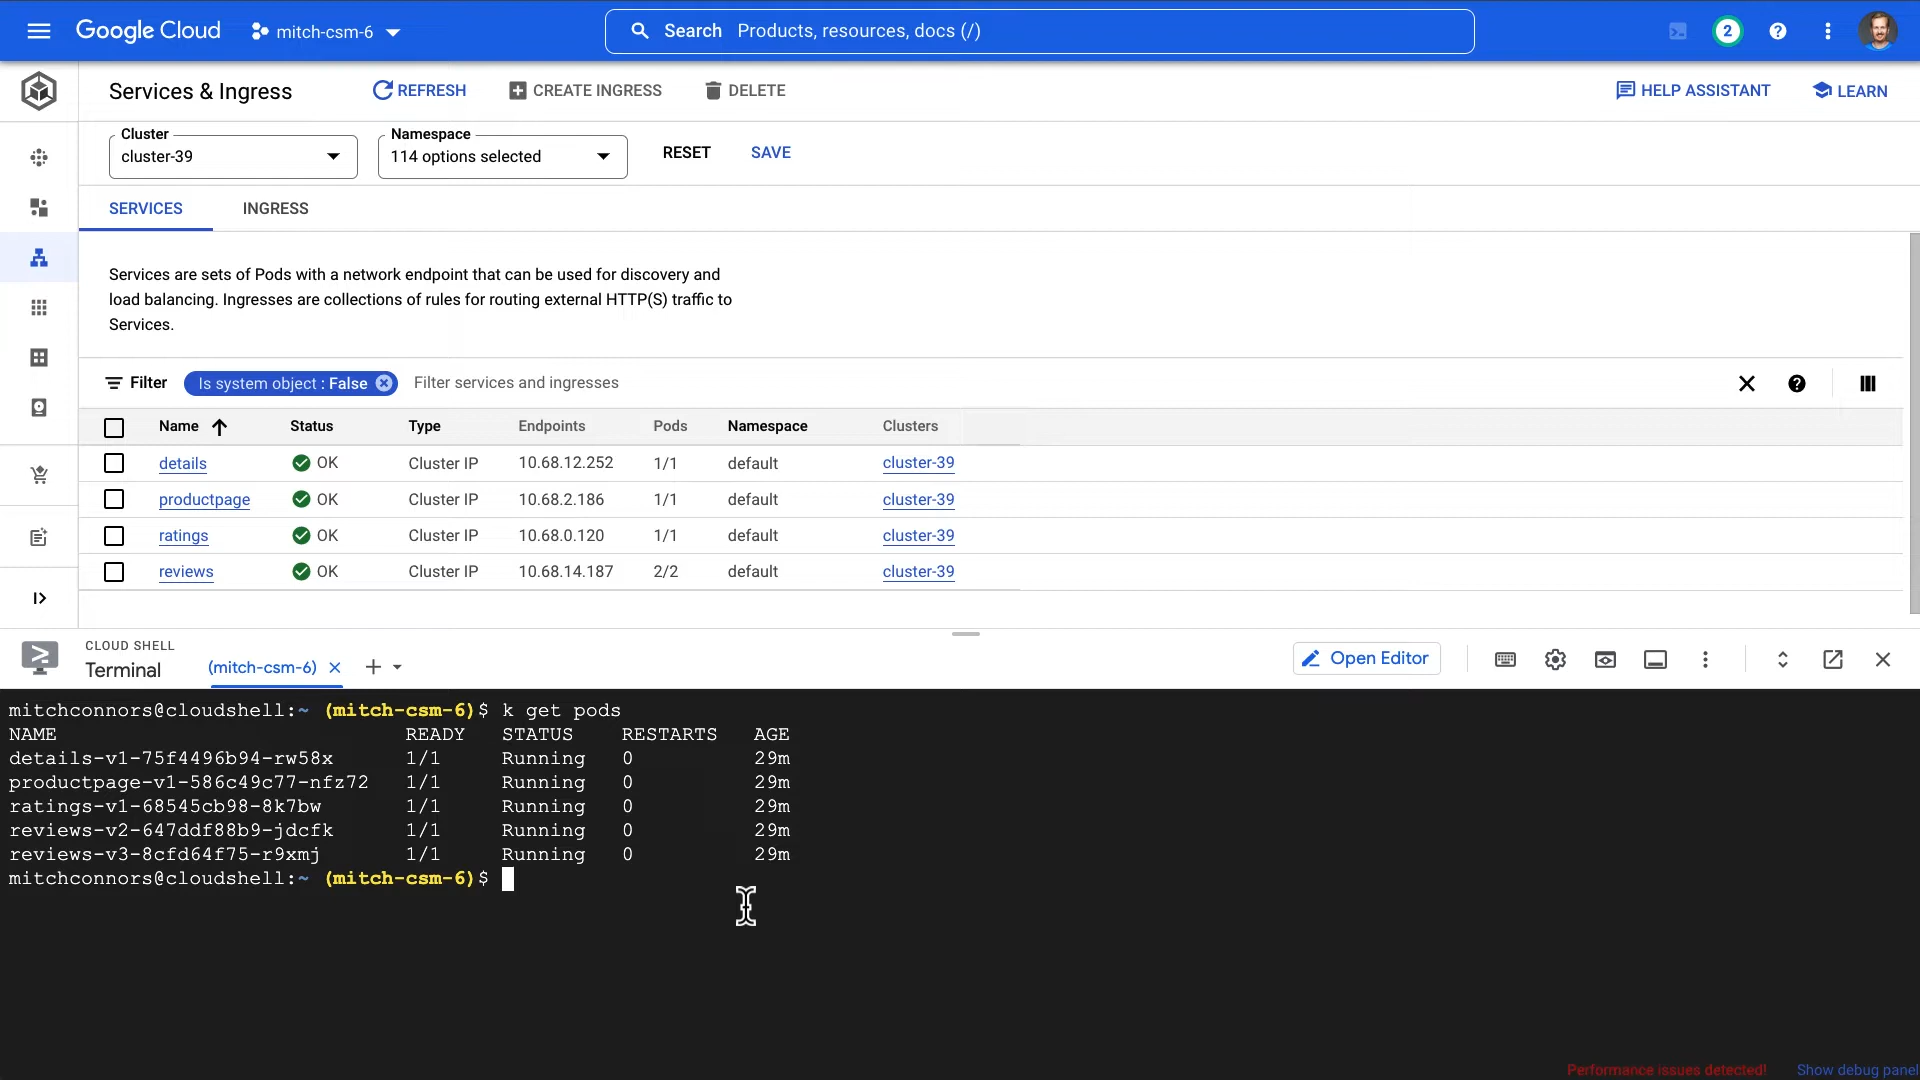 Google Cloud mitch-csm-6 Search Products, resources, docs (/) 2
Services & Ingress REFRESH CREATE INGRESS DELETE HELP ASSISTANT LEARN
Cluster Namespace
cluster-39 114 options selected RESET SAVE
SERVICES INGRESS
Services are sets of Pods with a network endpoint that can be used for discovery and
load balancing. Ingresses are collections of rules for routing external HTTP(S) traffic to
Services.
Filter Is system object : False Filter services and ingresses
Name Status Type Endpoints Pods Namespace Clusters
details OK Cluster IP 10.68.12.252 1/1 default cluster-39
productpage OK Cluster IP 10.68.2.186 1/1 default cluster-39
ratings OK Cluster IP 10.68.0.120 1/1 default cluster-39
reviews OK Cluster IP 10.68.14.187 2/2 default cluster-39
CLOUD SHELL
Terminal (mitch-csm-6) Open Editor
mitchconnors@cloudshell:~ (mitch-csm-6)$ k get pods
NAME READY STATUS RESTARTS AGE
details-v1-75f4496b94-rw58x 1/1 Running 0 29m
productpage-v1-586c49c77-nfz72 1/1 Running 0 29m
ratings-v1-68545cb98-8k7bw 1/1 Running 0 29m
reviews-v2-647ddf88b9-jdcfk 1/1 Running 0 29m
reviews-v3-8cfd64f75-r9xmj 1/1 Running 0 29m
mitchconnors@cloudshell:~ (mitch-csm-6)$
Performance issues detected! Show debug panel